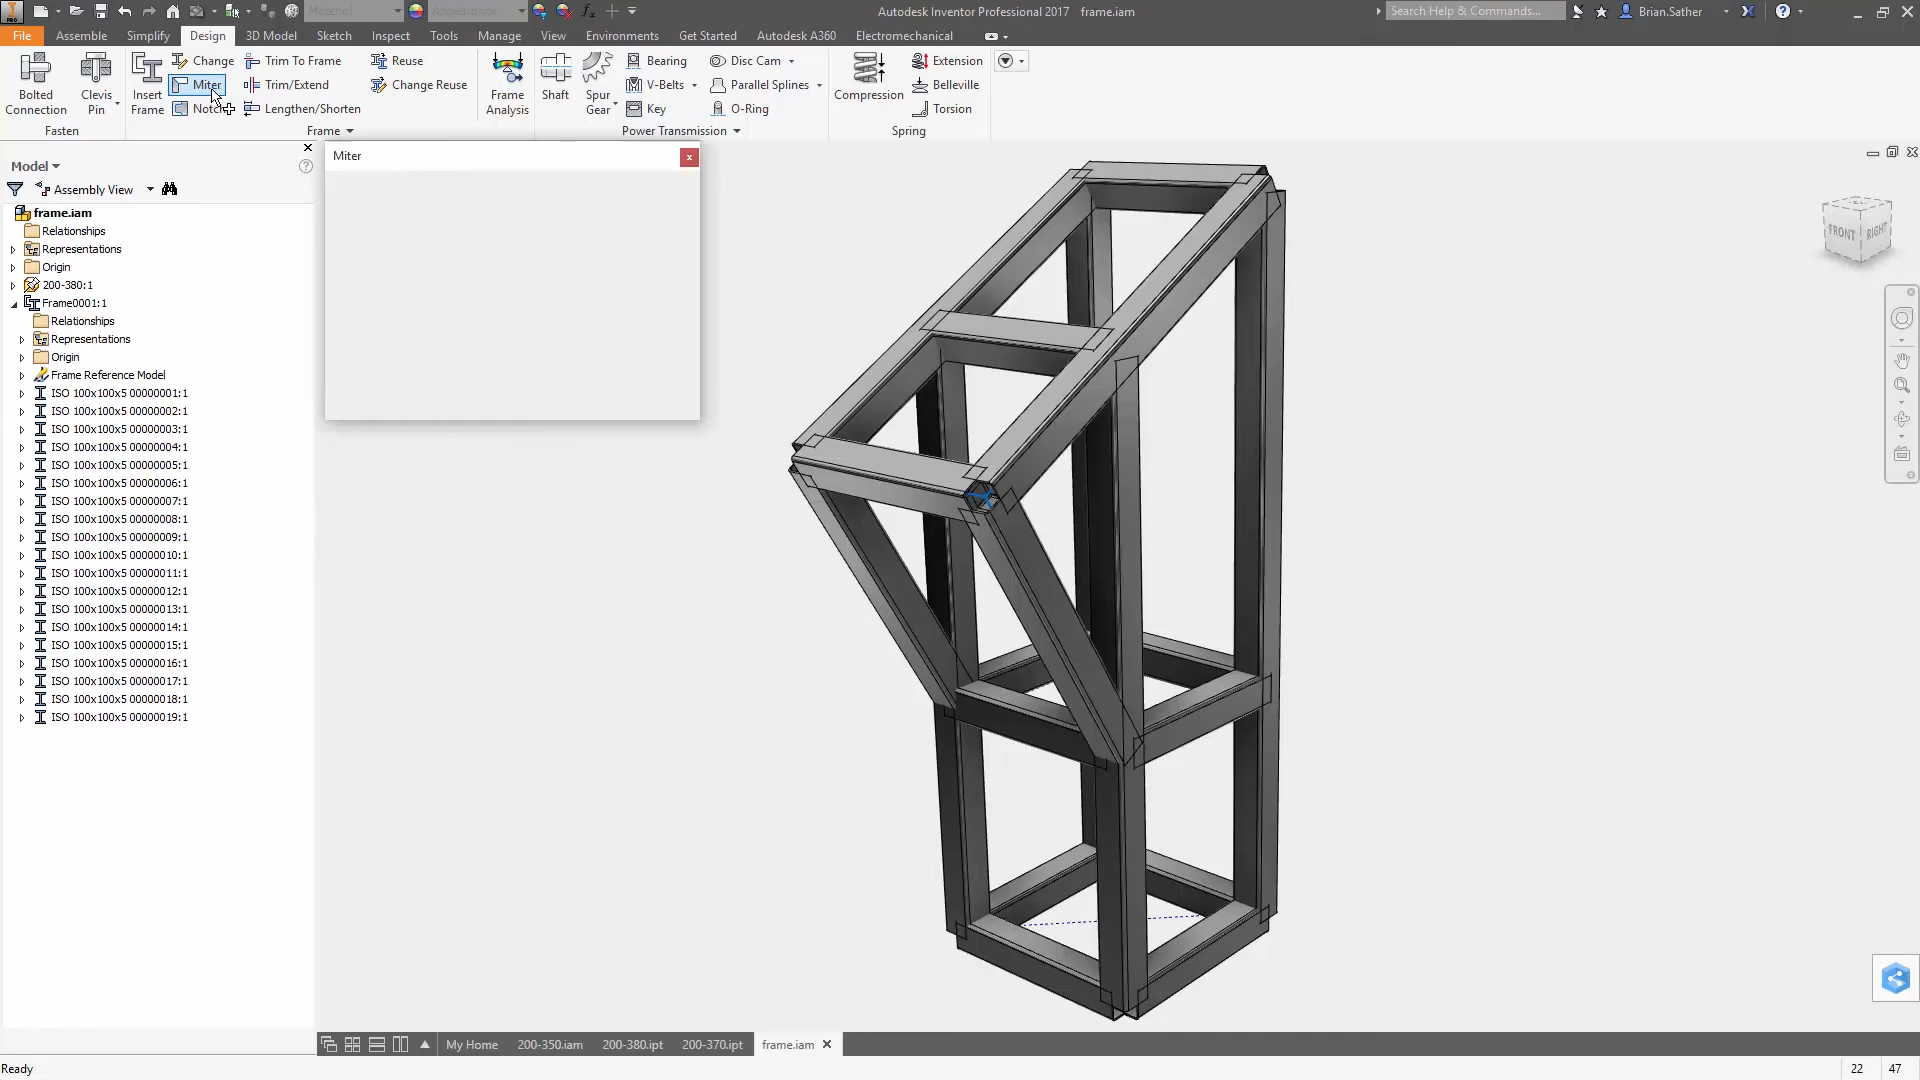 Material
Appearance
Autodesk Inventor Professional 2017 frame.iam
Search Help & Commands...
Brian.Sather
PRO
File
Assemble
Simplify
Design
3D Model
Sketch
Inspect
Tools
Manage
View
Environments
Get Started
Autodesk A360
Electromechanical
Bolted
Connection
Clevis
Pin
Fasten
Insert
Frame
Change
Miter
Notch
Trim To Frame
Trim/Extend
Lengthen/Shorten
Reuse
Change Reuse
Frame
Frame
Analysis
Shaft
Spur
Gear
Bearing
V-Belts
Key
Disc Cam
Parallel Splines
O-Ring
Power Transmission
Compression
Extension
Belleville
Torsion
Spring
Model
Assembly View
frame.iam
Relationships
Representations
Origin
200-380:1
Frame0001:1
Relationships
Representations
Origin
Frame Reference Model
ISO 100x100x5 00000001:1
ISO 100x100x5 00000002:1
ISO 100x100x5 00000003:1
ISO 100x100x5 00000004:1
ISO 100x100x5 00000005:1
ISO 100x100x5 00000006:1
ISO 100x100x5 00000007:1
ISO 100x100x5 00000008:1
ISO 100x100x5 00000009:1
ISO 100x100x5 00000010:1
ISO 100x100x5 00000011:1
ISO 100x100x5 00000012:1
ISO 100x100x5 00000013:1
ISO 100x100x5 00000014:1
ISO 100x100x5 00000015:1
ISO 100x100x5 00000016:1
ISO 100x100x5 00000017:1
ISO 100x100x5 00000018:1
ISO 100x100x5 00000019:1
Miter
FRONT
RIGHT
My Home
200-350.iam
200-380.ipt
200-370.ipt
frame.iam
Ready
22
47